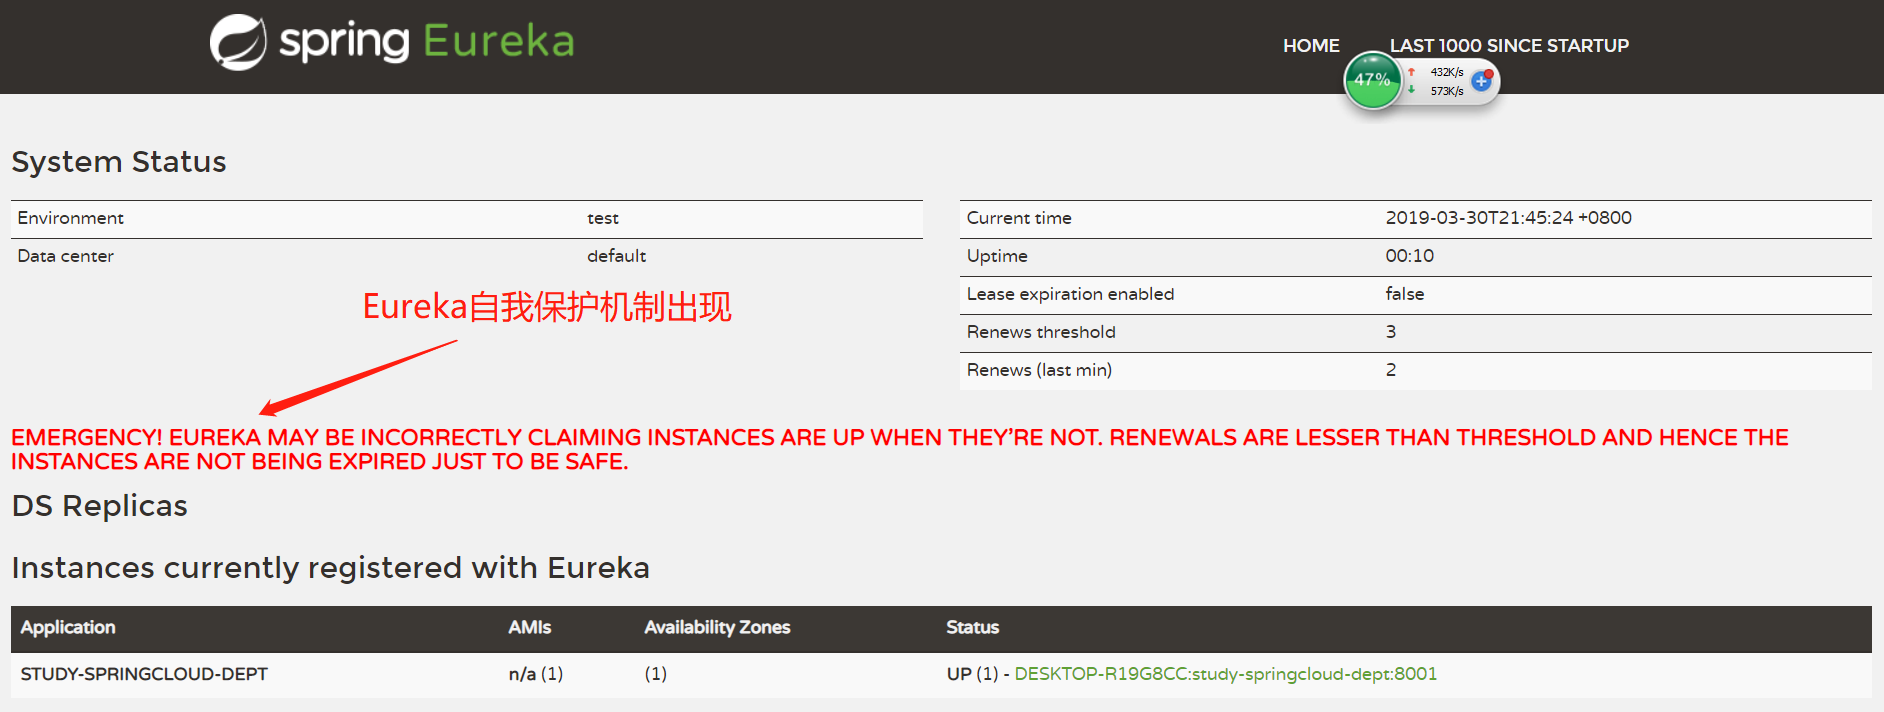 spring Eureka
HOME LAST 1000 SINCE STARTUP
47% 432K/s
573K/s
System Status
Environment test
Data center default
Current time 2019-03-30T21:45:24 +0800
Uptime 00:10
Lease expiration enabled false
Renews threshold 3
Renews (last min) 2
Eureka自我保护机制出现
EMERGENCY! EUREKA MAY BE INCORRECTLY CLAIMING INSTANCES ARE UP WHEN THEY'RE NOT. RENEWALS ARE LESSER THAN THRESHOLD AND HENCE THE
INSTANCES ARE NOT BEING EXPIRED JUST TO BE SAFE.
DS Replicas
Instances currently registered with Eureka
Application AMIs Availability Zones Status
STUDY-SPRINGCLOUD-DEPT n/a (1) (1) UP (1) - DESKTOP-R19G8CC:study-springcloud-dept:8001